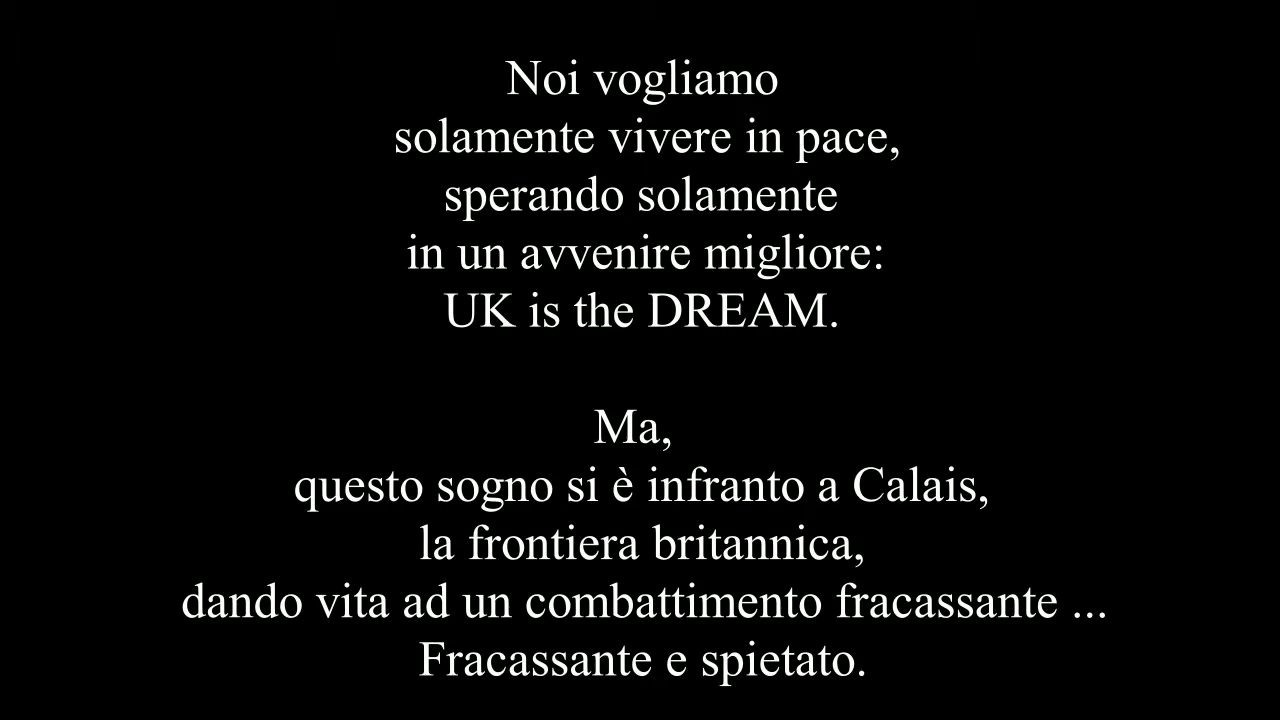 Noi vogliamo
solamente vivere in pace,
sperando solamente
in un avvenire migliore:
UK is the DREAM.
Ma,
questo sogno si è infranto a Calais,
la frontiera britannica,
dando vita ad un combattimento fracassante ...
Fracassante e spietato.